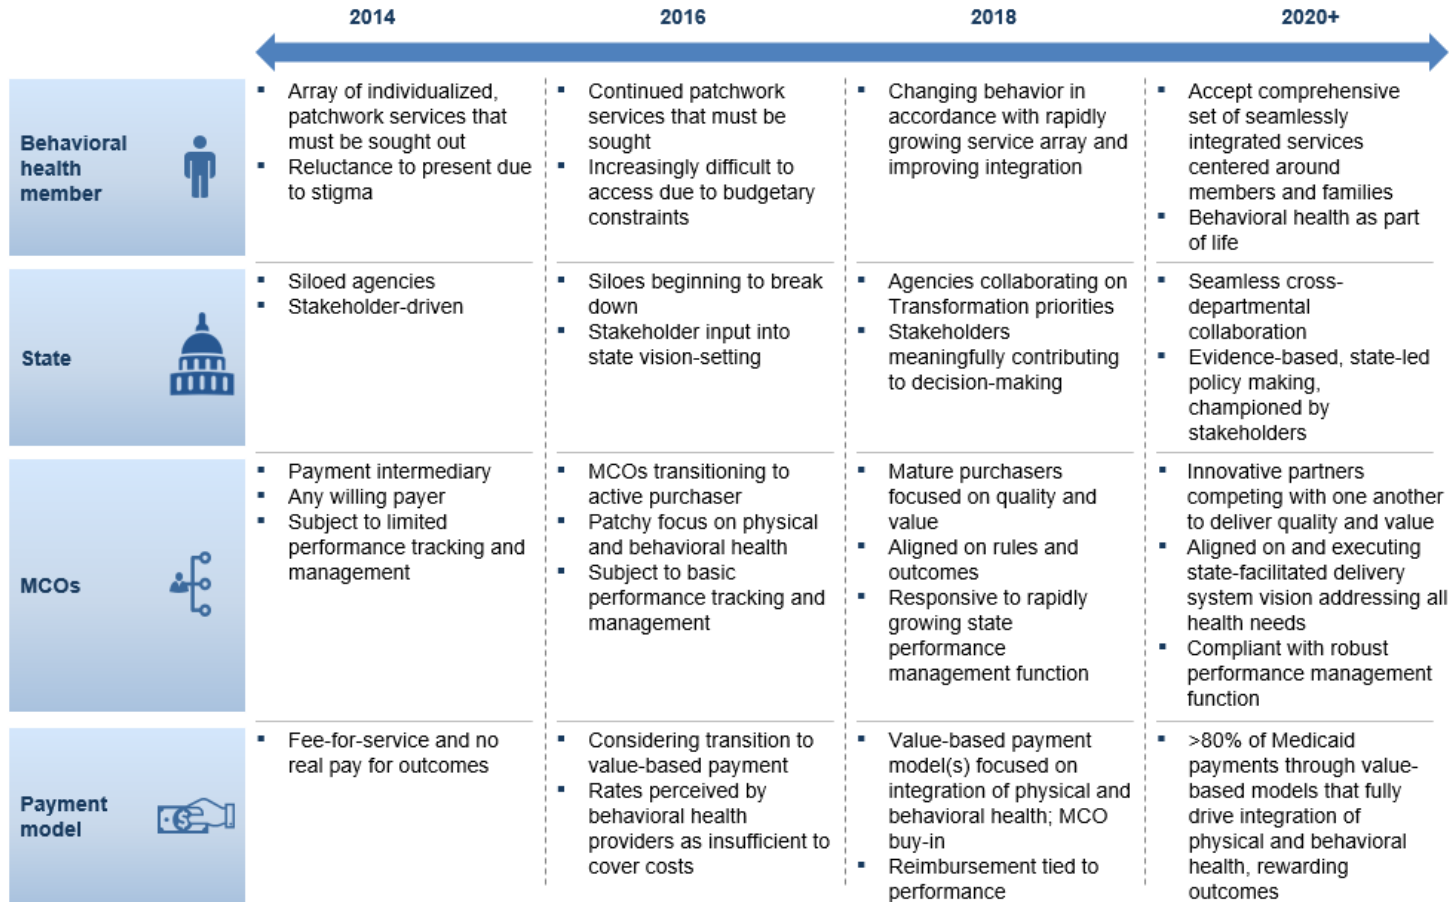 2014
2016
2018
2020+
Behavioral
health
member
▪ Array of individualized,
patchwork services that
must be sought out
▪ Reluctance to present due
to stigma
▪ Continued patchwork
services that must be
sought
▪ Increasingly difficult to
access due to budgetary
constraints
▪ Changing behavior in
accordance with rapidly
growing service array and
improving integration
▪ Accept comprehensive
set of seamlessly
integrated services
centered around
members and families
▪ Behavioral health as part
of life
State
▪ Siloed agencies
▪ Stakeholder-driven
▪ Siloes beginning to break
down
▪ Stakeholder input into
state vision-setting
▪ Agencies collaborating on
Transformation priorities
▪ Stakeholders
meaningfully contributing
to decision-making
▪ Seamless cross-
departmental
collaboration
▪ Evidence-based, state-led
policy making,
championed by
stakeholders
MCOs
▪ Payment intermediary
▪ Any willing payer
▪ Subject to limited
performance tracking and
management
▪ MCOs transitioning to
active purchaser
▪ Patchy focus on physical
and behavioral health
▪ Subject to basic
performance tracking and
management
▪ Mature purchasers
focused on quality and
value
▪ Aligned on rules and
outcomes
▪ Responsive to rapidly
growing state
performance
management function
▪ Innovative partners
competing with one another
to deliver quality and value
▪ Aligned on and executing
state-facilitated delivery
system vision addressing all
health needs
▪ Compliant with robust
performance management
function
Payment
model
▪ Fee-for-service and no
real pay for outcomes
▪ Considering transition to
value-based payment
▪ Rates perceived by
behavioral health
providers as insufficient to
cover costs
▪ Value-based payment
model(s) focused on
integration of physical and
behavioral health; MCO
buy-in
▪ Reimbursement tied to
performance
▪ >80% of Medicaid
payments through value-
based models that fully
drive integration of
physical and behavioral
health, rewarding
outcomes